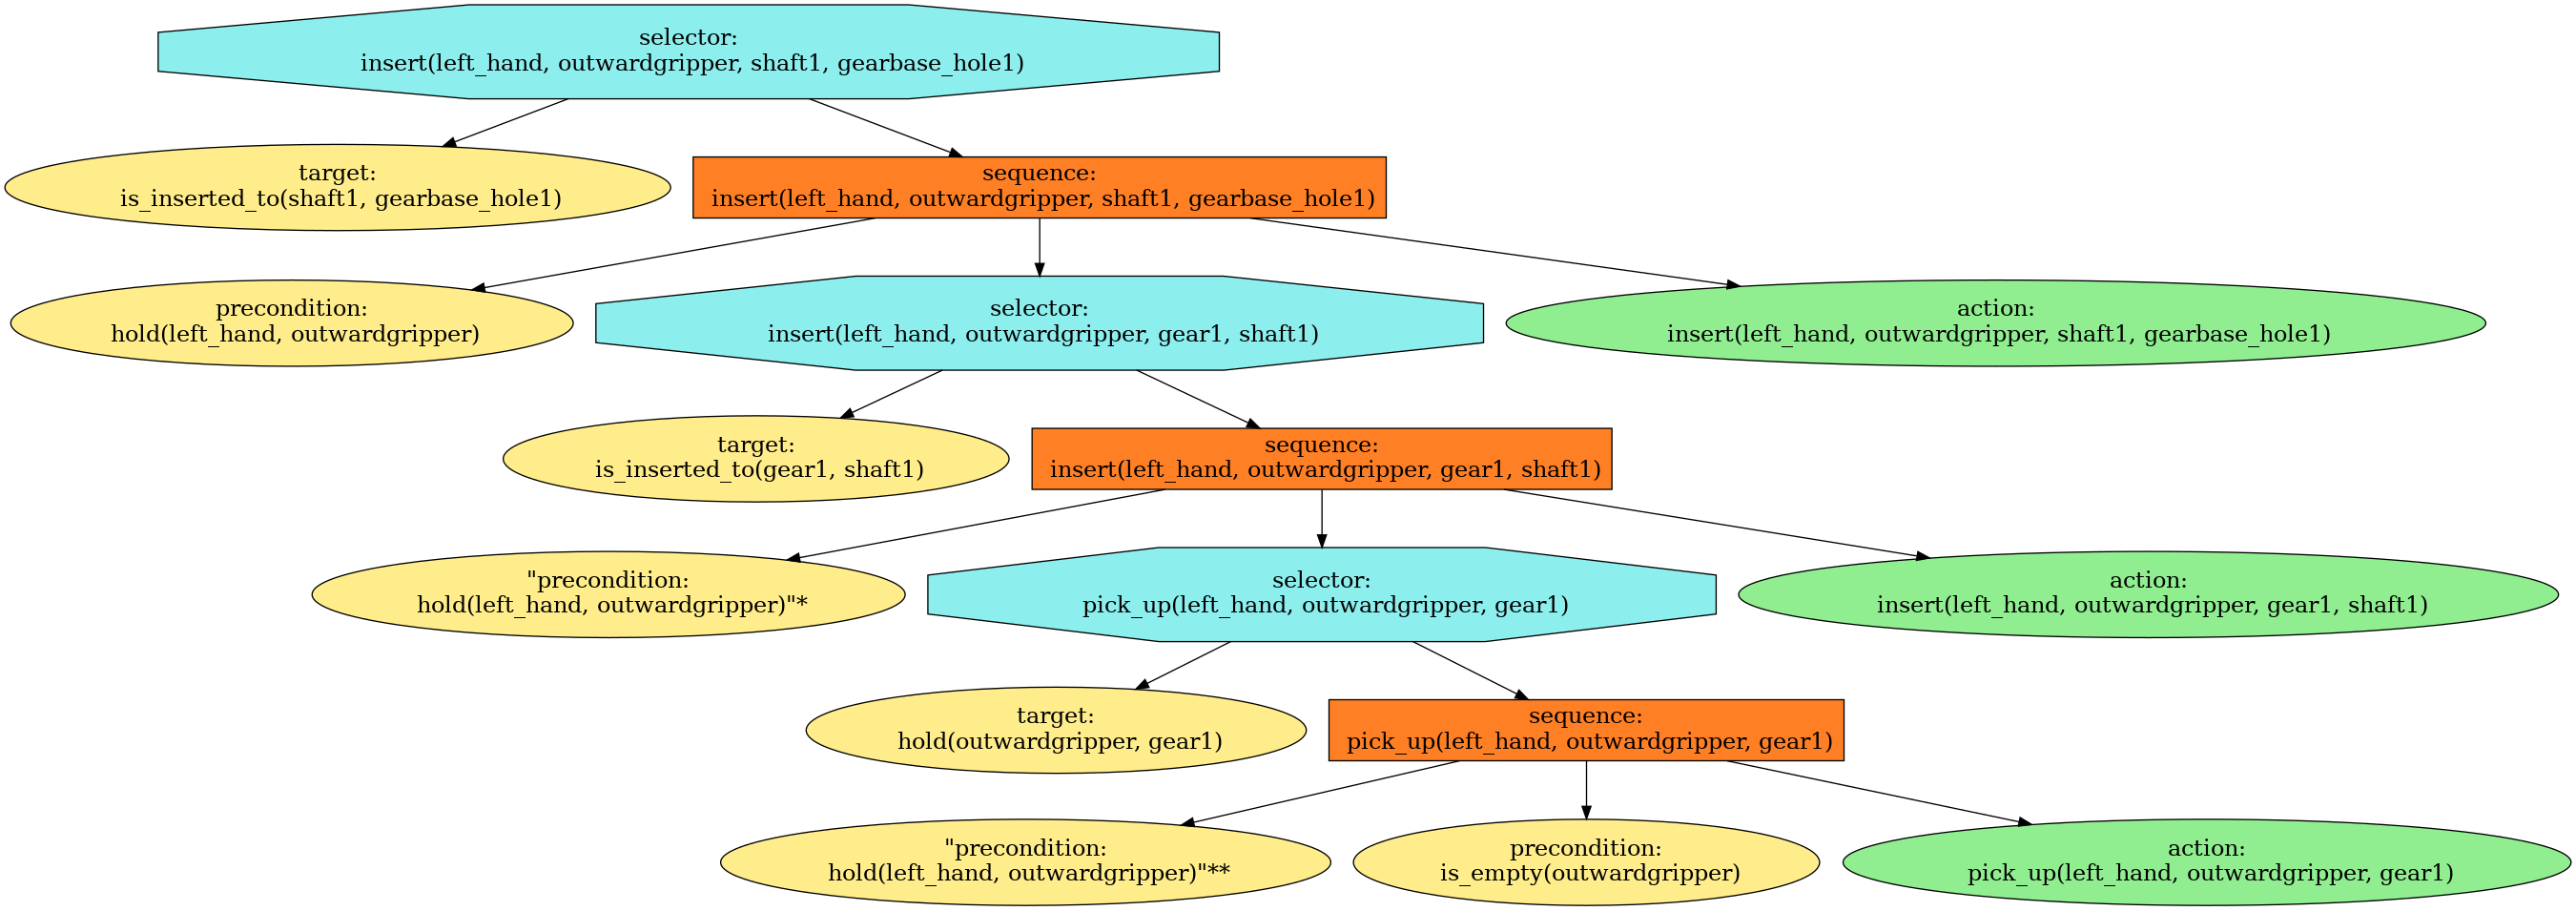 selector:
insert(left_hand, outwardgripper, shaft1, gearbase_hole1)
target:
is_inserted_to(shaft1, gearbase_hole1)
sequence:
insert(left_hand, outwardgripper, shaft1, gearbase_hole1)
precondition:
hold(left_hand, outwardgripper)
selector:
insert(left_hand, outwardgripper, gear1, shaft1)
action:
insert(left_hand, outwardgripper, shaft1, gearbase_hole1)
target:
is_inserted_to(gear1, shaft1)
sequence:
insert(left_hand, outwardgripper, gear1, shaft1)
"precondition:
hold(left_hand, outwardgripper)"*
selector:
pick_up(left_hand, outwardgripper, gear1)
action:
insert(left_hand, outwardgripper, gear1, shaft1)
target:
hold(outwardgripper, gear1)
sequence:
pick_up(left_hand, outwardgripper, gear1)
"precondition:
hold(left_hand, outwardgripper)"**
precondition:
is_empty(outwardgripper)
action:
pick_up(left_hand, outwardgripper, gear1)